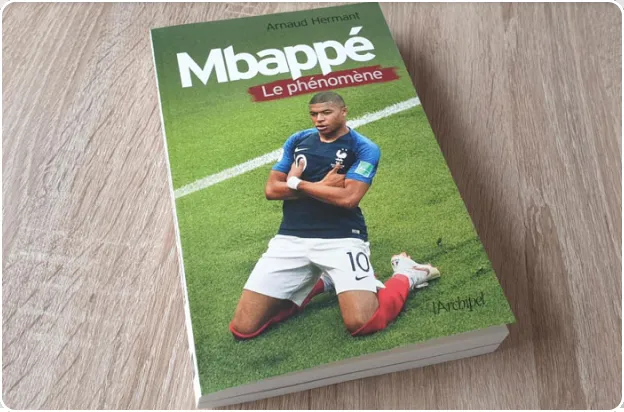 Arnaud Hermant
Mbappé
Le phénomène
10
10
l'Archipel